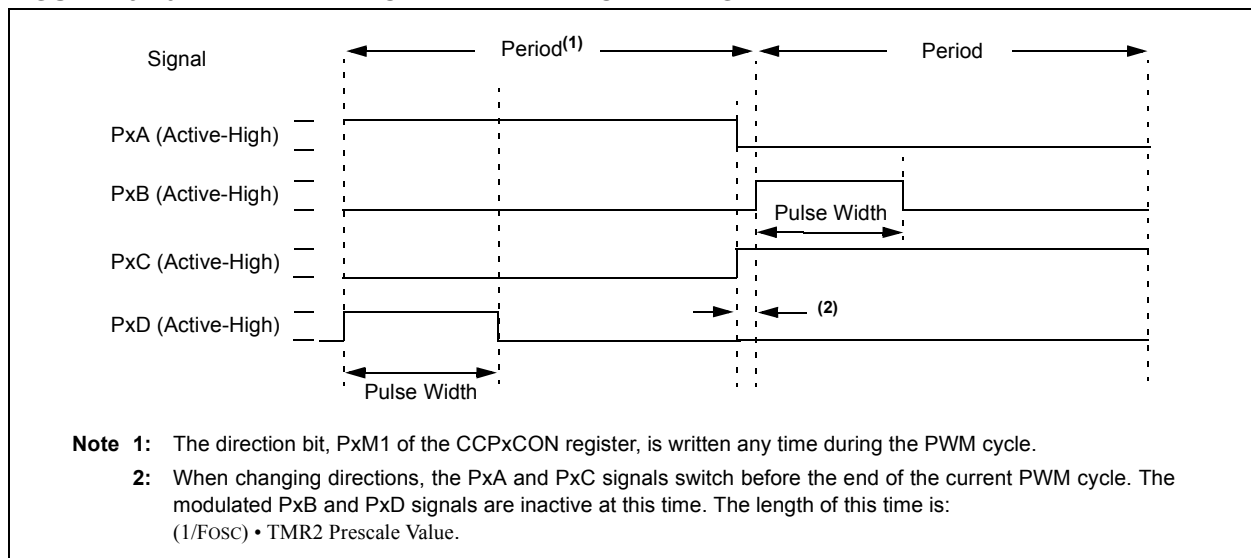 Signal
Period(1)
Period
PxA (Active-High)
PxB (Active-High)
Pulse Width
PxC (Active-High)
(2)
PxD (Active-High)
Pulse Width
Note 1: The direction bit, PxM1 of the CCPxCON register, is written any time during the PWM cycle.
2: When changing directions, the PxA and PxC signals switch before the end of the current PWM cycle. The
modulated PxB and PxD signals are inactive at this time. The length of this time is:
(1/FOSC) • TMR2 Prescale Value.